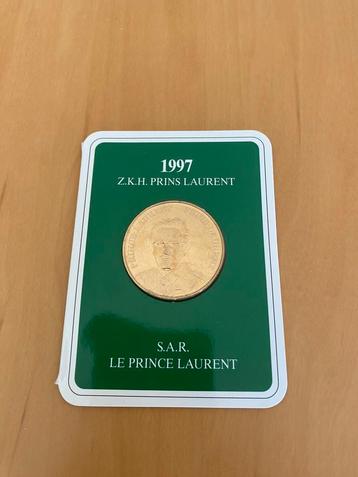 1997
Z.K.H. PRINS LAURENT
S.A.R.
LE PRINCE LAURENT